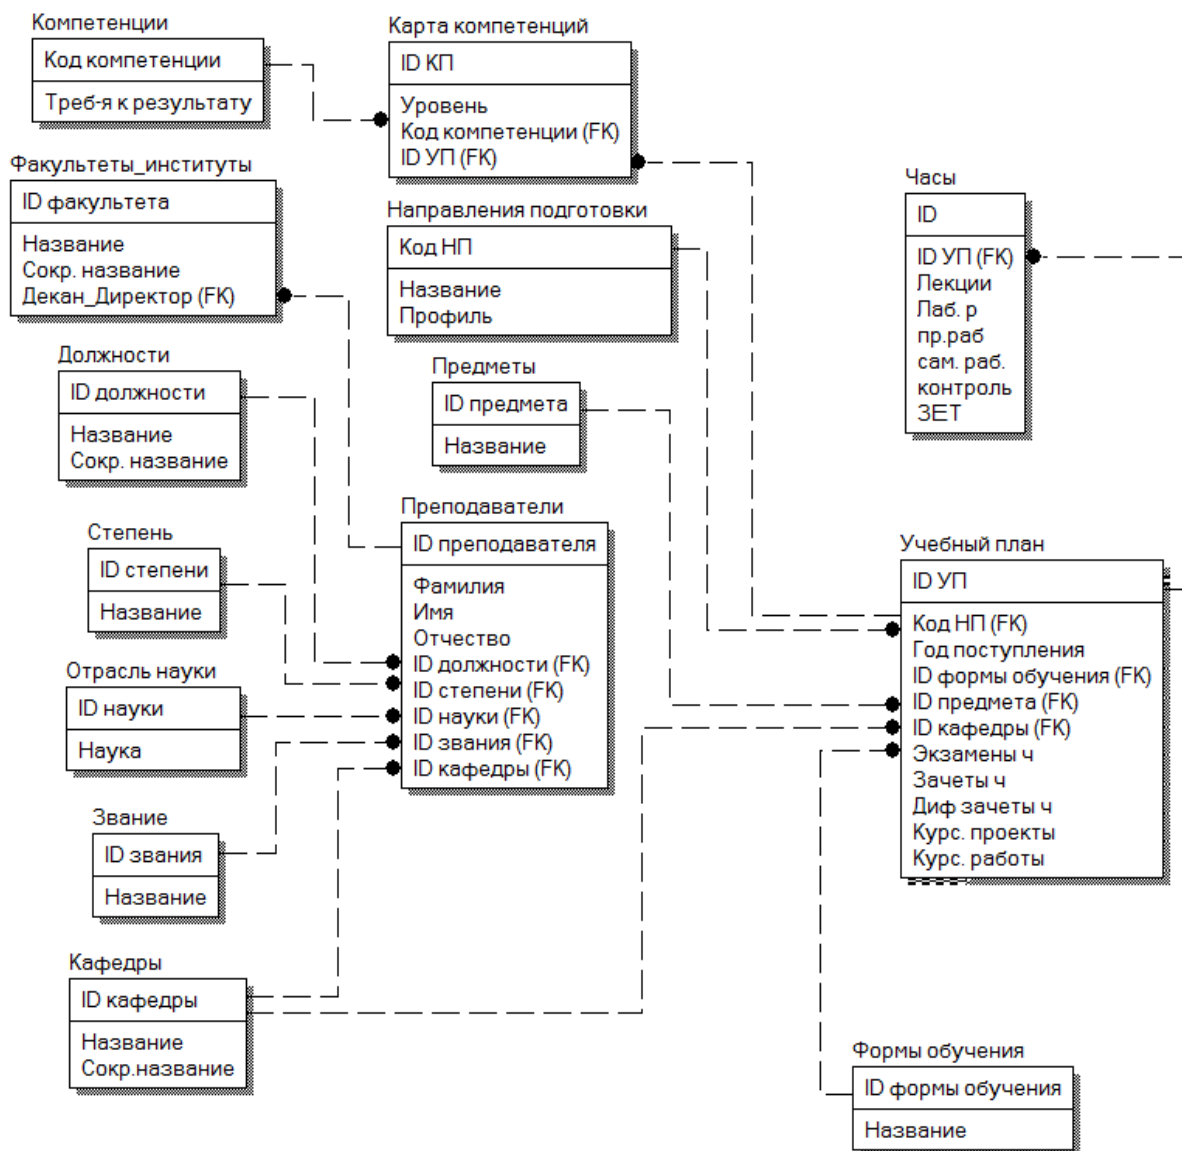 Компетенции
Код компетенции
Треб-я к результату
Карта компетенций
ID КП
Уровень
Код компетенции (FK)
ID УП (FK)
Факультеты_институты
ID факультета
Название
Сокр. название
Декан_Директор (FK)
Направления подготовки
Код НП
Название
Профиль
Часы
ID
ID УП (FK)
Лекции
Лаб. р
пр.раб
сам. раб.
контроль
ЗЕТ
Должности
ID должности
Название
Сокр. название
Предметы
ID предмета
Название
Степень
ID степени
Название
Преподаватели
ID преподавателя
Фамилия
Имя
Отчество
ID должности (FK)
ID степени (FK)
ID науки (FK)
ID звания (FK)
ID кафедры (FK)
Учебный план
ID УП
Код НП (FK)
Год поступления
ID формы обучения (FK)
ID предмета (FK)
ID кафедры (FK)
Экзамены ч
Зачеты ч
Диф зачеты ч
Курс. проекты
Курс. работы
Отрасль науки
ID науки
Наука
Звание
ID звания
Название
Кафедры
ID кафедры
Название
Сокр.название
Формы обучения
ID формы обучения
Название